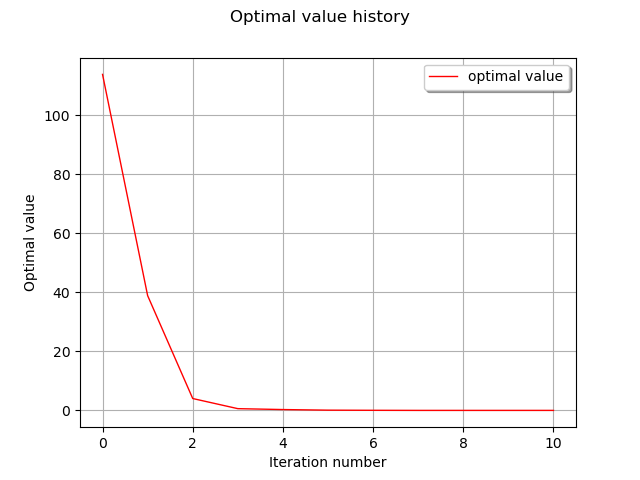 Optimal value history
optimal value
100
80
60
40
20
0
Optimal value
0 2 4 6 8 10
Iteration number